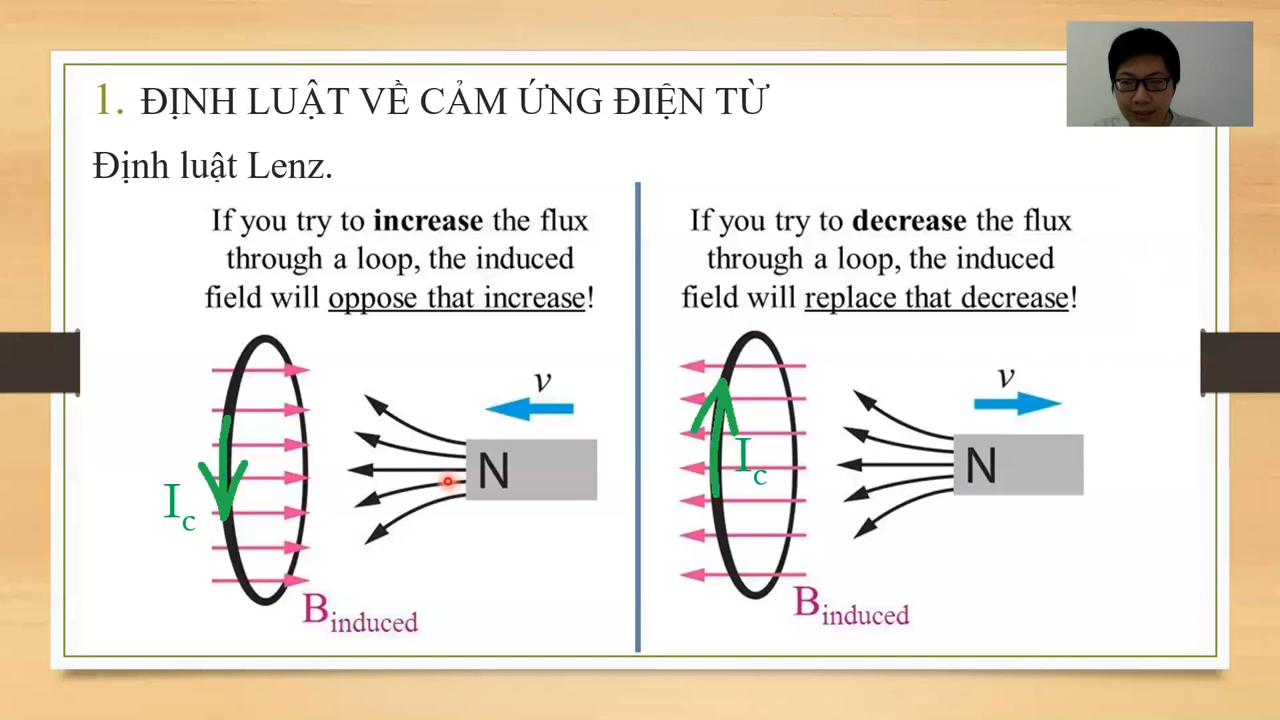 1. ĐỊNH LUẬT VỀ CẢM ỨNG ĐIỆN TỪ
Định luật Lenz.
If you try to increase the flux
through a loop, the induced
field will oppose that increase!
v
N
Ic
Binduced
If you try to decrease the flux
through a loop, the induced
field will replace that decrease!
v
N
Ic
Binduced